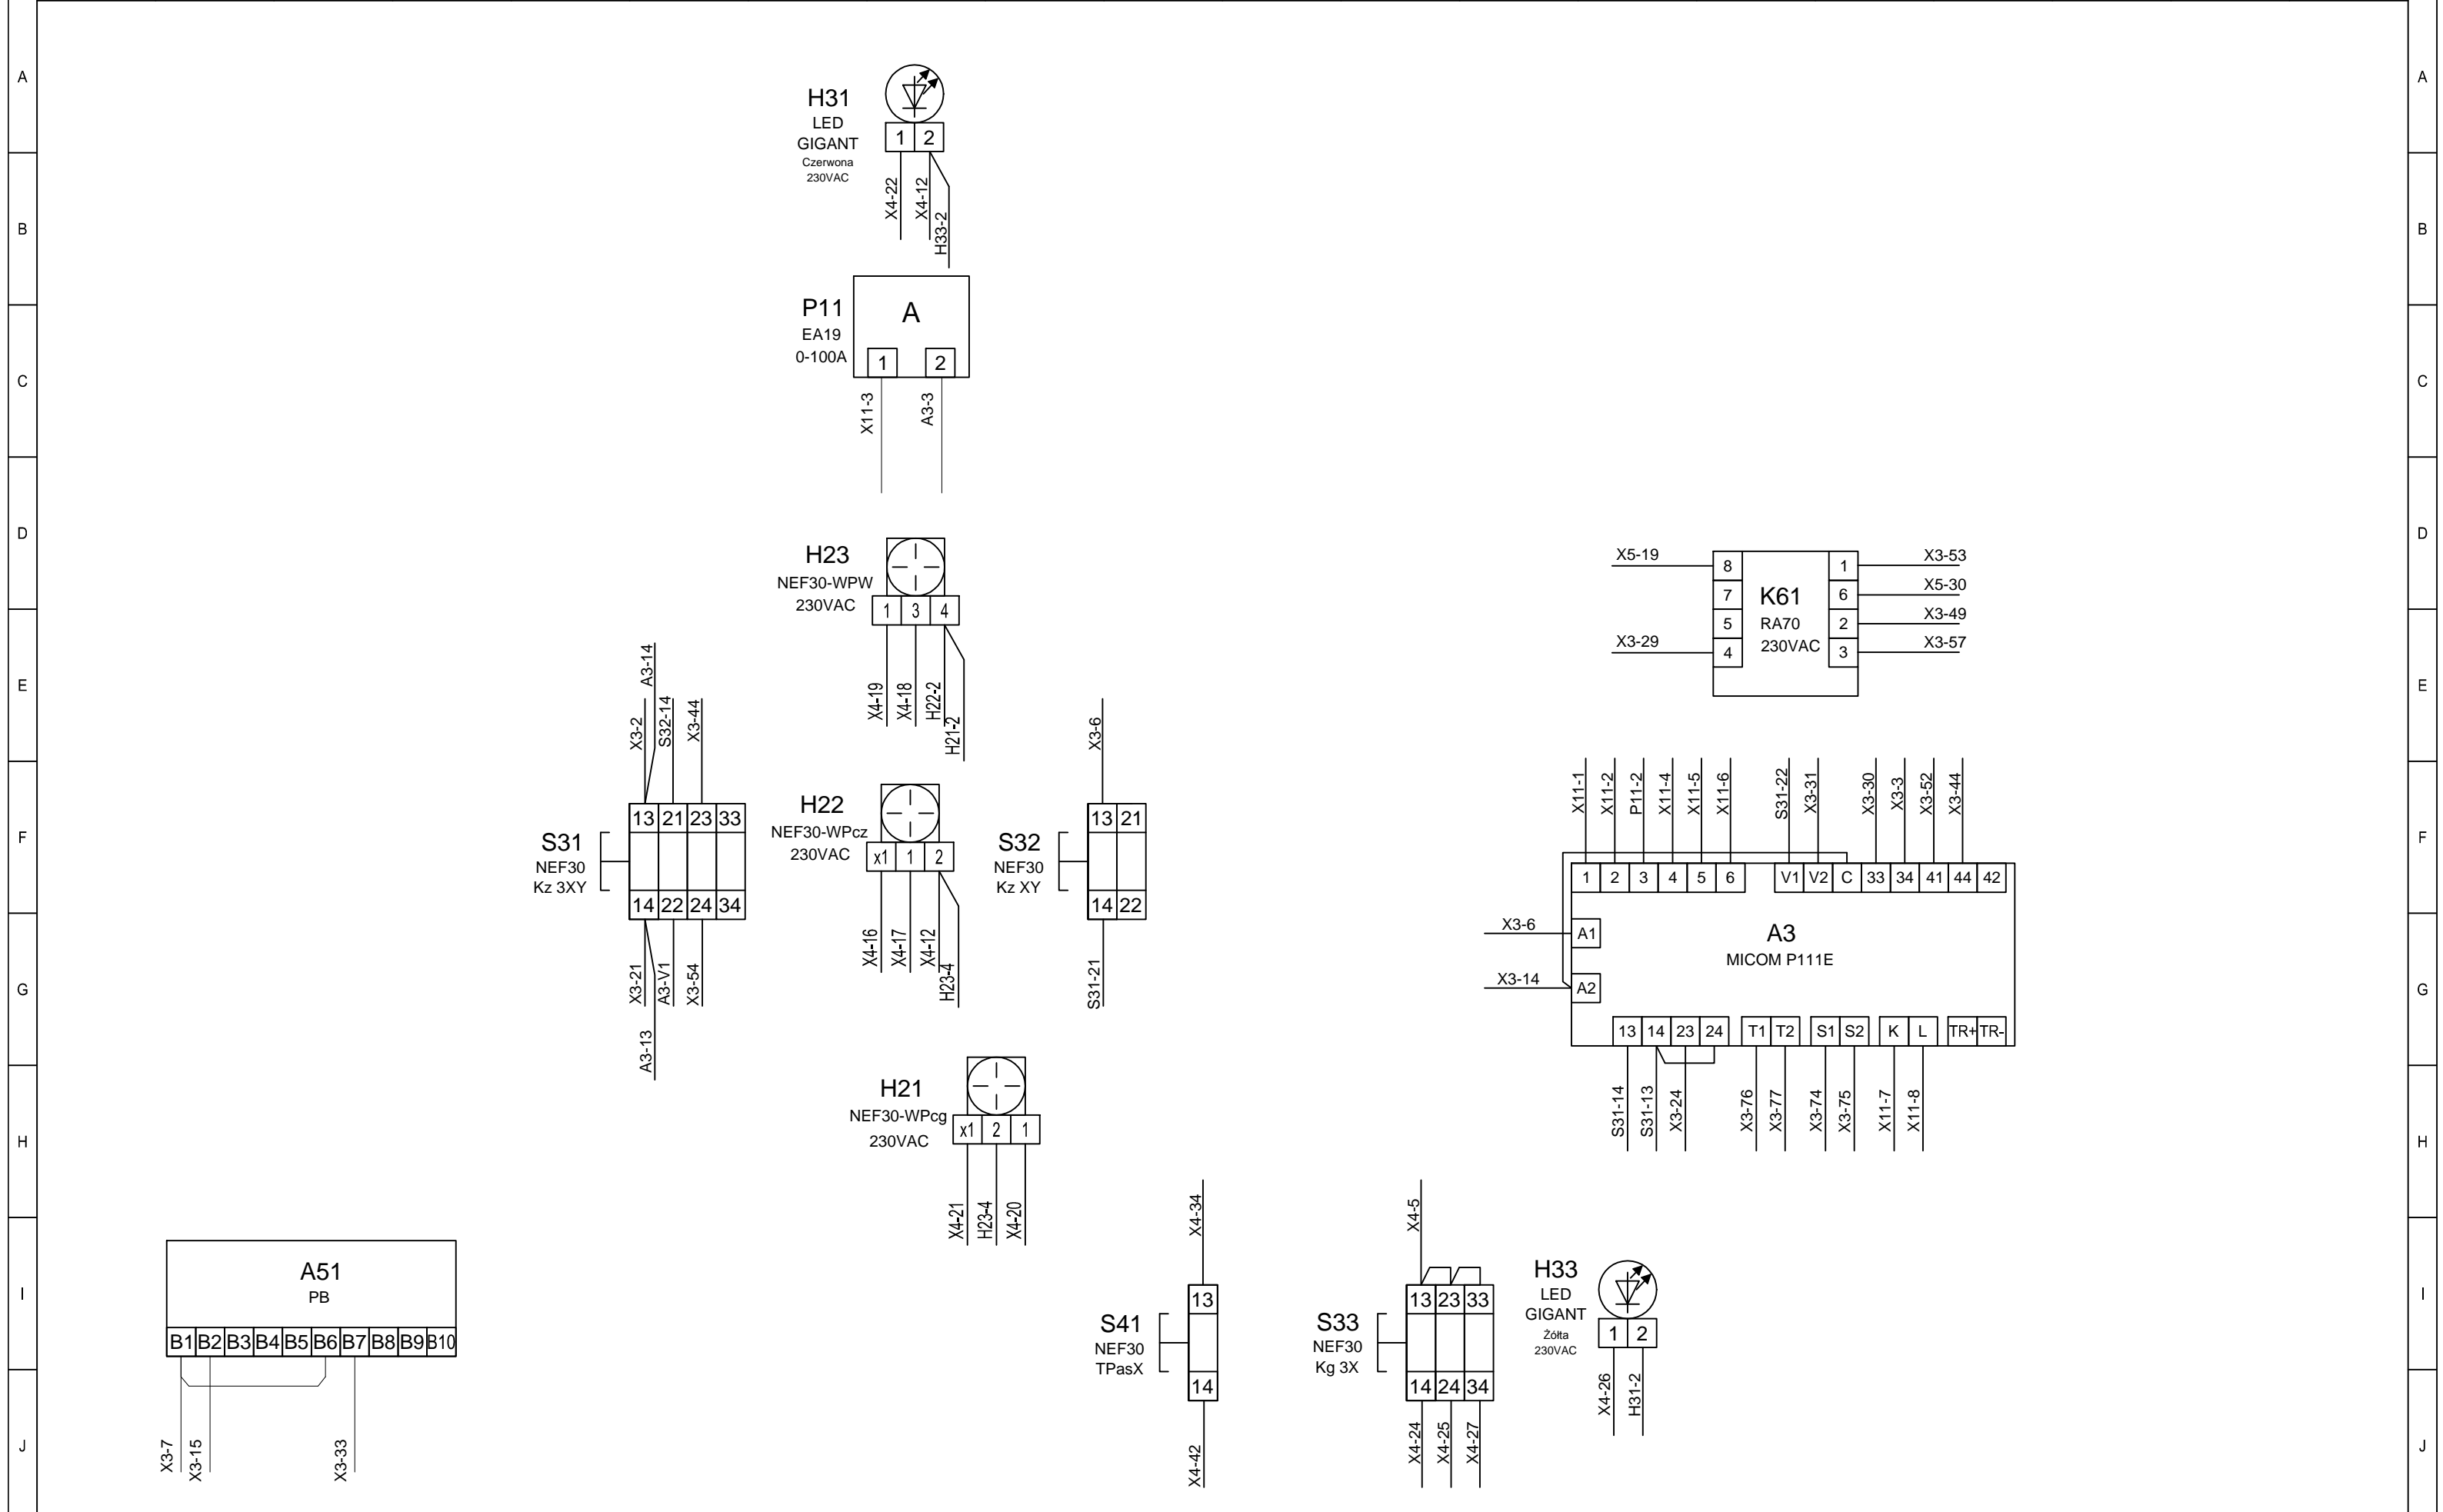 A
A
H31
LED
GIGANT
Czerwona
230VAC
1 2
X4-22
X4-12
H33-2
B
B
P11
EA19
0-100A
A
1 2
X11-3
A3-3
C
C
D
D
H23
NEF30-WPW
230VAC
1 3 4
X4-19
X4-18
H22-2
H21-2
X5-19
X3-29
8
7
5
4
K61
RA70
230VAC
1
6
2
3
X3-53
X5-30
X3-49
X3-57
E
E
X3-2
A3-14
S32-14
X3-44
13 21 23 33
S31
NEF30
Kz 3XY
14 22 24 34
X3-21
A3-13
A3-V1
X3-54
H22
NEF30-WPcz
230VAC
x1 1 2
X4-16
X4-17
X4-12
H23-4
X3-6
13 21
S32
NEF30
Kz XY
14 22
S31-21
F
F
X11-1
X11-2
P11-2
X11-4
X11-5
X11-6
S31-22
X3-31
X3-30
X3-3
X3-52
X3-44
1 2 3 4 5 6 V1 V2 C 33 34 41 44 42
X3-6
A1
X3-14
A2
A3
MICOM P111E
13 14 23 24 T1 T2 S1 S2 K L TR+ TR-
S31-14
S31-13
X3-24
X3-76
X3-77
X3-74
X3-75
X11-7
X11-8
G
G
H21
NEF30-WPcg
230VAC
x1 2 1
X4-21
H23-4
X4-20
H
H
A51
PB
B1 B2 B3 B4 B5 B6 B7 B8 B9 B10
X3-7
X3-15
X3-33
X4-34
13
S41
NEF30
TPasX
14
X4-42
X4-5
13 23 33
S33
NEF30
Kg 3X
14 24 34
X4-24
X4-25
X4-27
H33
LED
GIGANT
Żółta
230VAC
1 2
X4-26
H31-2
I
I
J
J